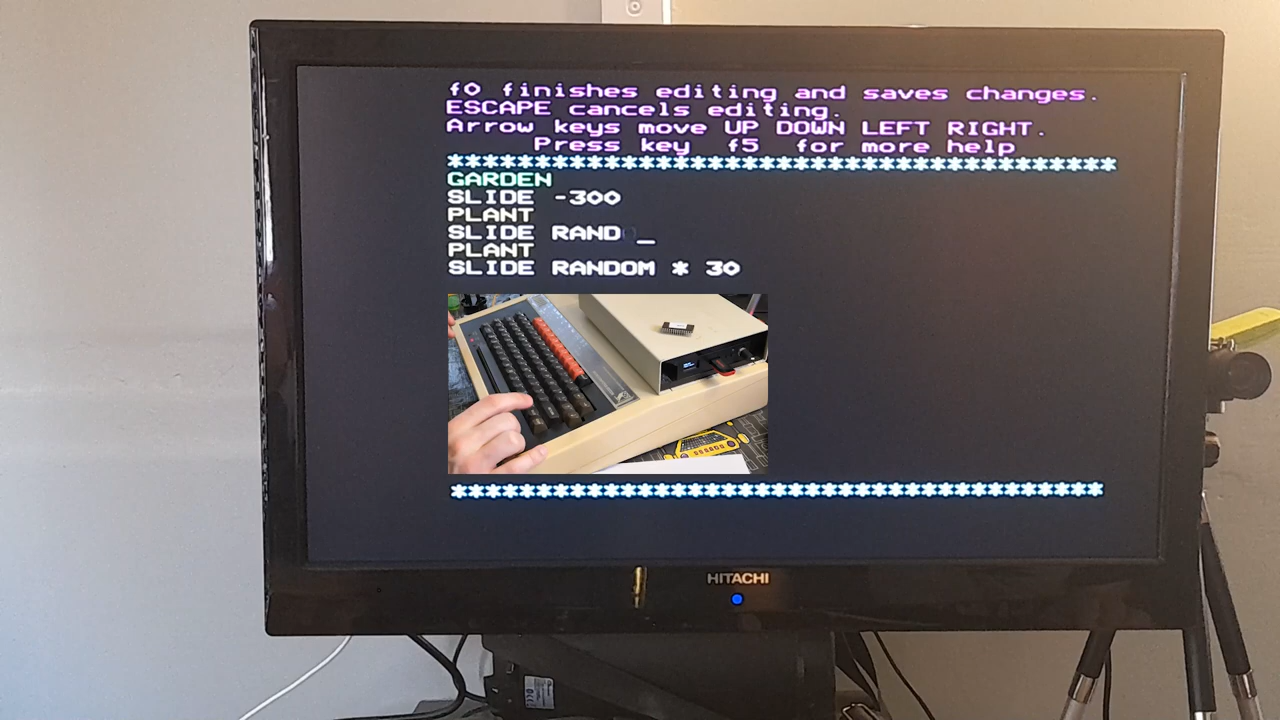 f0 finishes editing and saves changes.
ESCAPE cancels editing.
Arrow keys move UP DOWN LEFT RIGHT.
Press key f5 for more help
***************************************
GARDEN
SLIDE -300
PLANT
SLIDE RAND _
PLANT
SLIDE RANDOM * 30
**************************************
HITACHI